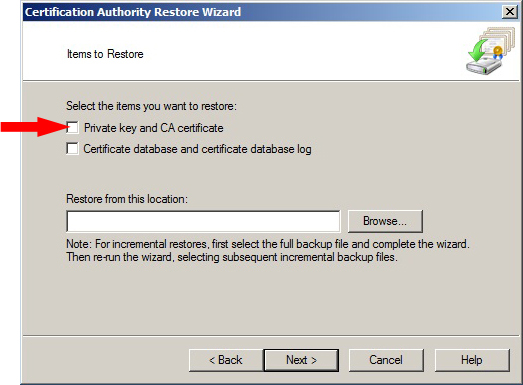 Certification Authority Restore Wizard
Items to Restore
Select the items you want to restore:
Private key and CA certificate
Certificate database and certificate database log
Restore from this location:
Browse...
Note: For incremental restores, first select the full backup file and complete the wizard.
Then re-run the wizard, selecting subsequent incremental backup files.
< Back
Next >
Cancel
Help